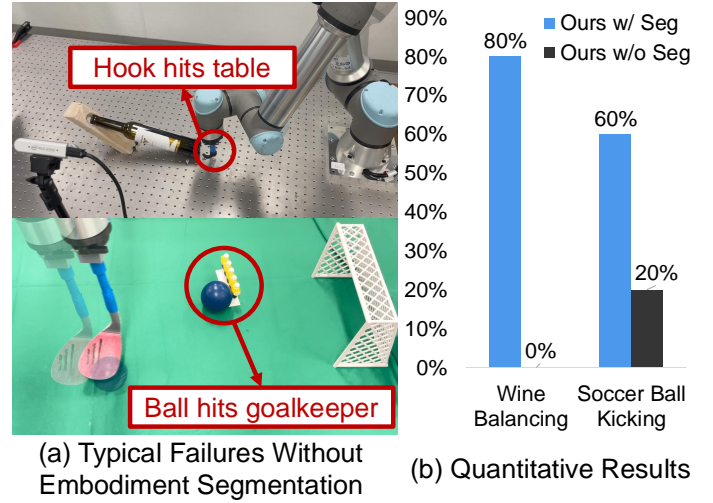 Hook hits table
Ball hits goalkeeper
(a) Typical Failures Without
Embodiment Segmentation
90%
80%
70%
60%
50%
40%
30%
20%
10%
0%
Ours w/ Seg
Ours w/o Seg
80%
0%
60%
20%
Wine
Balancing
Soccer Ball
Kicking
(b) Quantitative Results